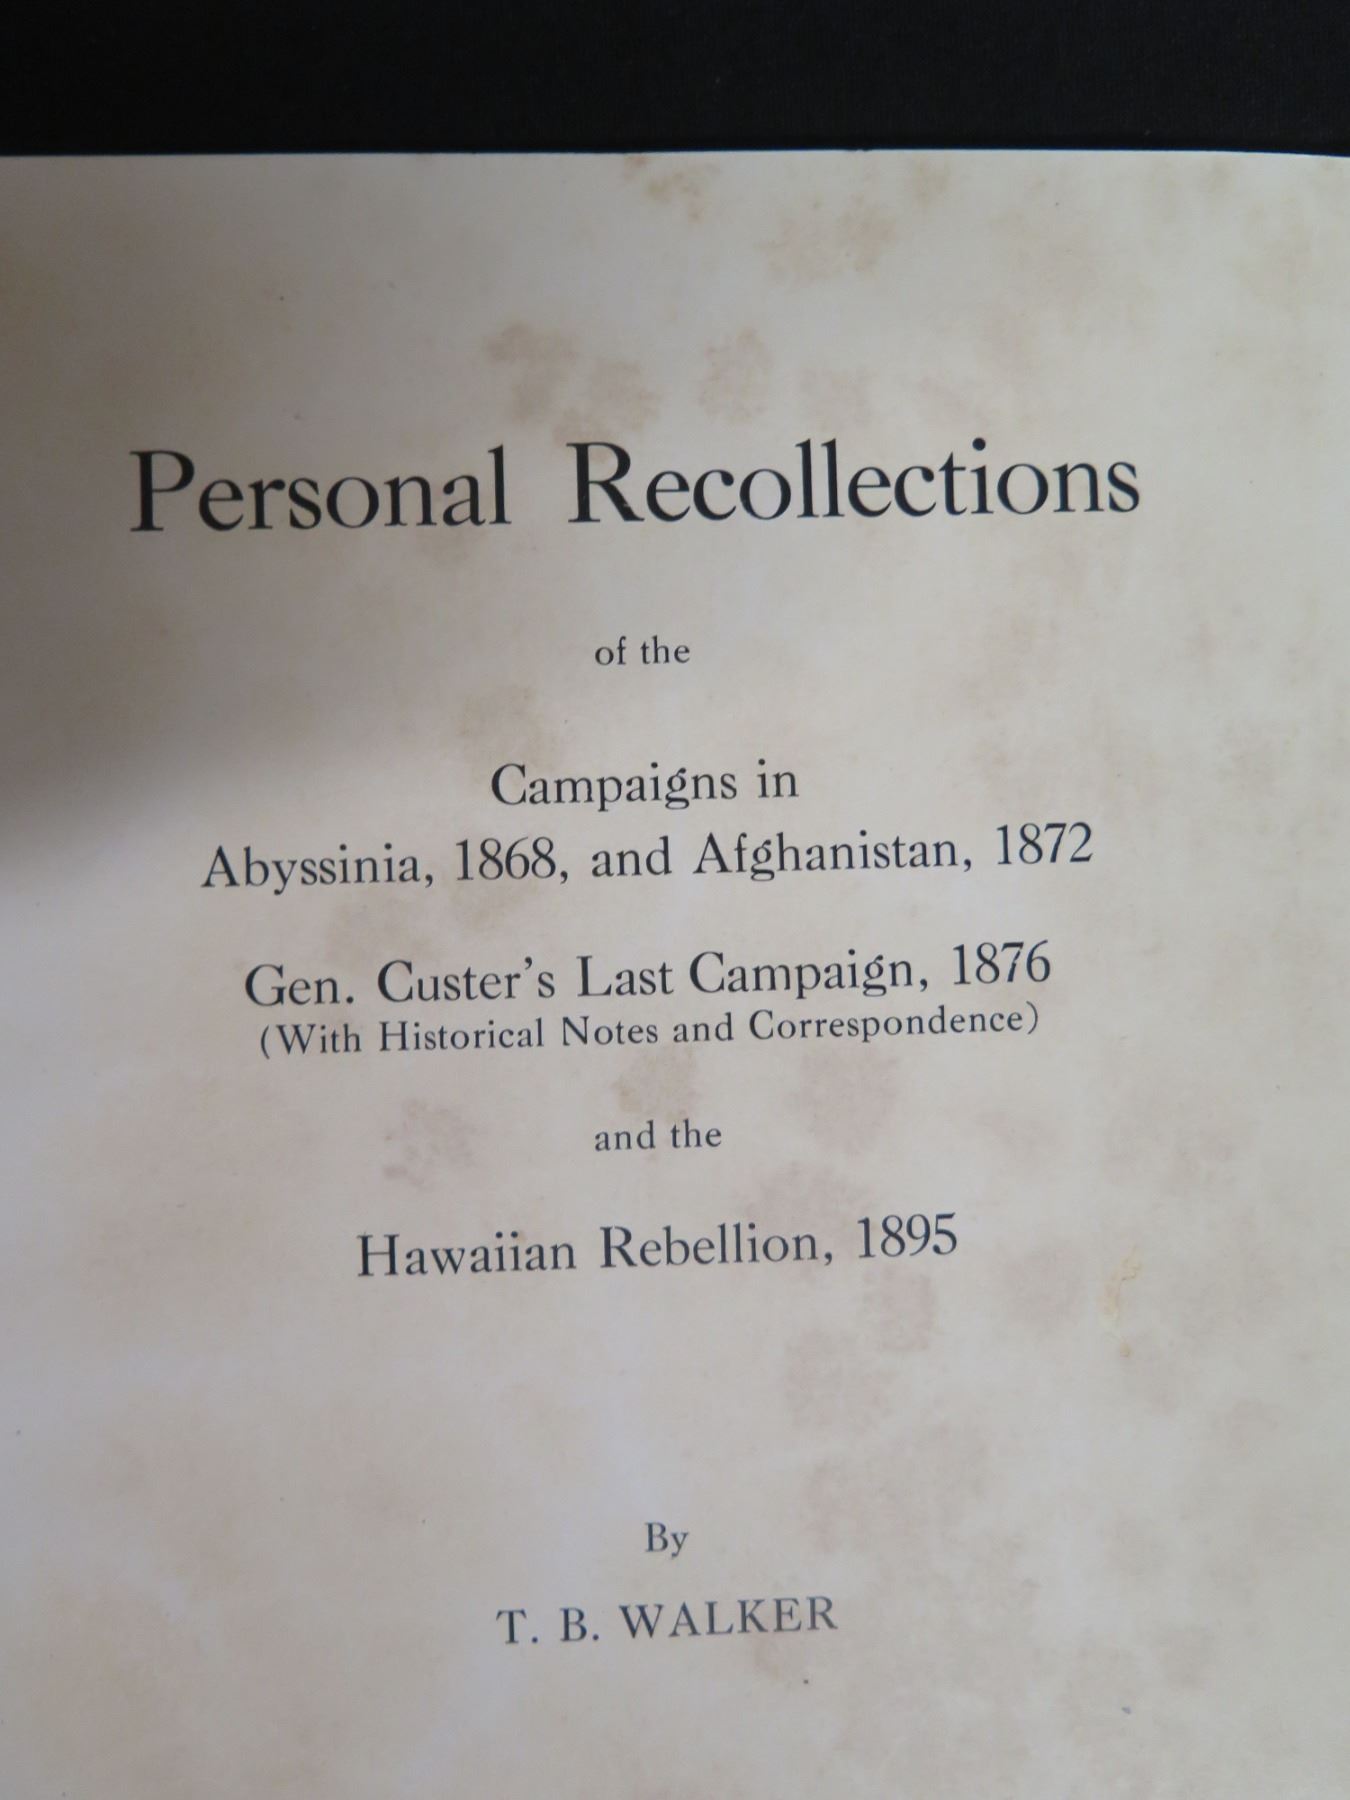 Personal Recollections
of the
Campaigns in
Abyssinia, 1868, and Afghanistan, 1872
Gen. Custer's Last Campaign, 1876
(With Historical Notes and Correspondence)
and the
Hawaiian Rebellion, 1895
By
T. B. WALKER